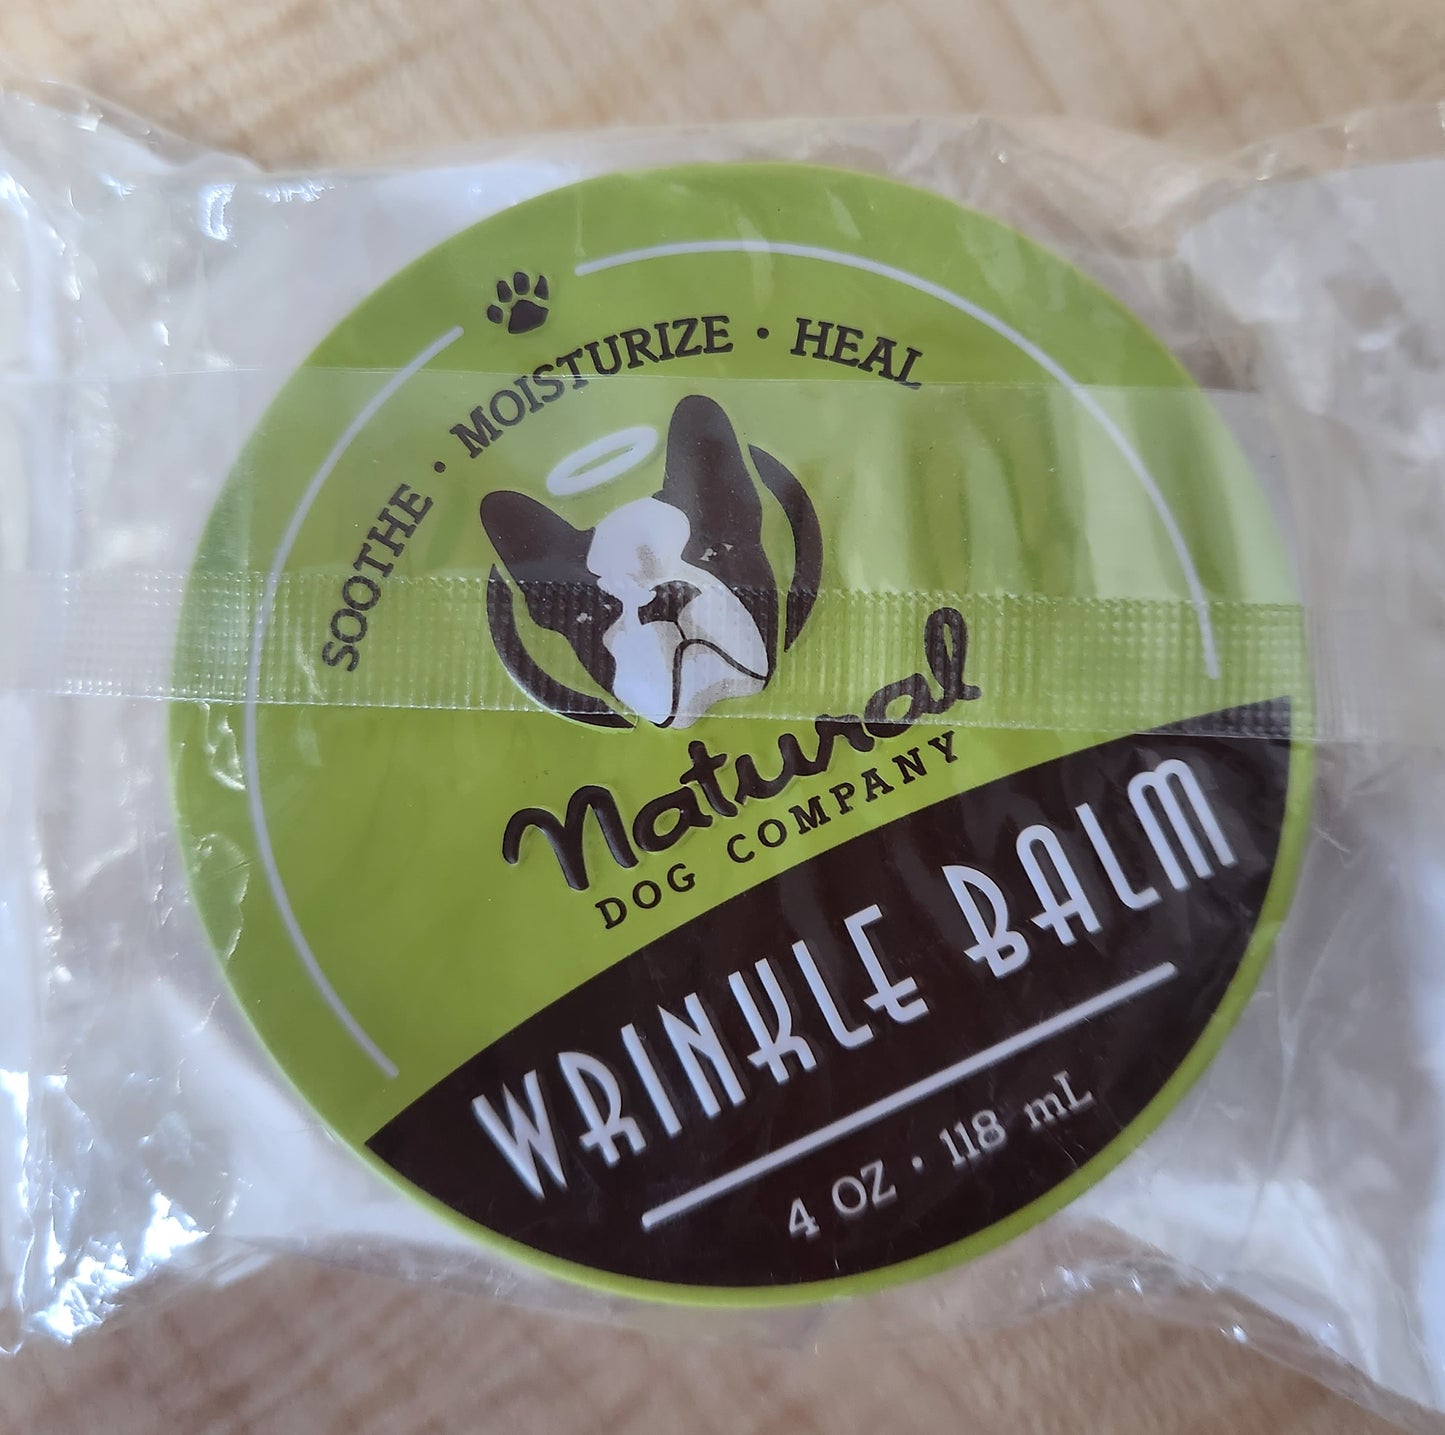 SOOTHE · MOISTURIZE · HEAL
Natural
DOG COMPANY
WRINKLE BALM
4 OZ · 118 mL